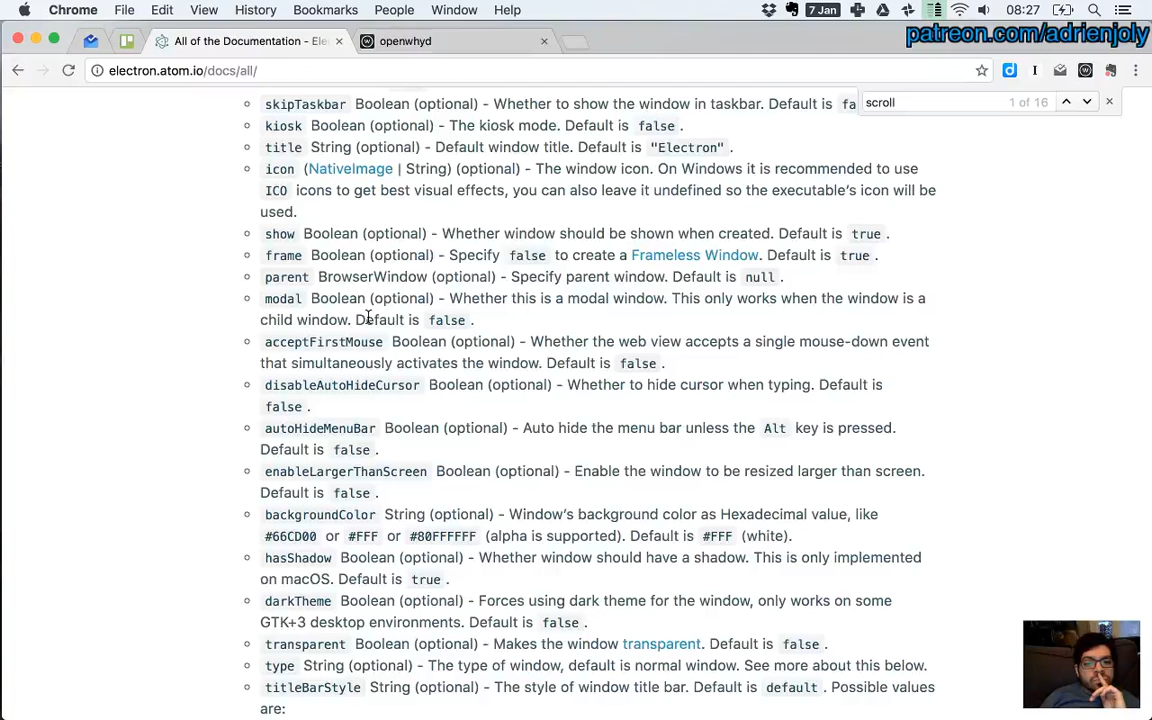 Chrome File Edit View History Bookmarks People Window Help 7 Jan 08:27
patreon.com/adrienjoly
All of the Documentation - Ele × openwhyd ×
electron.atom.io/docs/all/
scroll 1 of 16
skipTaskbar Boolean (optional) - Whether to show the window in taskbar. Default is fa
kiosk Boolean (optional) - The kiosk mode. Default is false.
title String (optional) - Default window title. Default is "Electron".
icon (NativeImage | String) (optional) - The window icon. On Windows it is recommended to use
ICO icons to get best visual effects, you can also leave it undefined so the executable's icon will be
used.
show Boolean (optional) - Whether window should be shown when created. Default is true.
frame Boolean (optional) - Specify false to create a Frameless Window. Default is true.
parent BrowserWindow (optional) - Specify parent window. Default is null.
modal Boolean (optional) - Whether this is a modal window. This only works when the window is a
child window. Default is false.
acceptFirstMouse Boolean (optional) - Whether the web view accepts a single mouse-down event
that simultaneously activates the window. Default is false.
disableAutoHideCursor Boolean (optional) - Whether to hide cursor when typing. Default is
false.
autoHideMenuBar Boolean (optional) - Auto hide the menu bar unless the Alt key is pressed.
Default is false.
enableLargerThanScreen Boolean (optional) - Enable the window to be resized larger than screen.
Default is false.
backgroundColor String (optional) - Window's background color as Hexadecimal value, like
#66CD00 or #FFF or #80FFFFFF (alpha is supported). Default is #FFF (white).
hasShadow Boolean (optional) - Whether window should have a shadow. This is only implemented
on macOS. Default is true.
darkTheme Boolean (optional) - Forces using dark theme for the window, only works on some
GTK+3 desktop environments. Default is false.
transparent Boolean (optional) - Makes the window transparent. Default is false.
type String (optional) - The type of window, default is normal window. See more about this below.
titleBarStyle String (optional) - The style of window title bar. Default is default. Possible values
are: